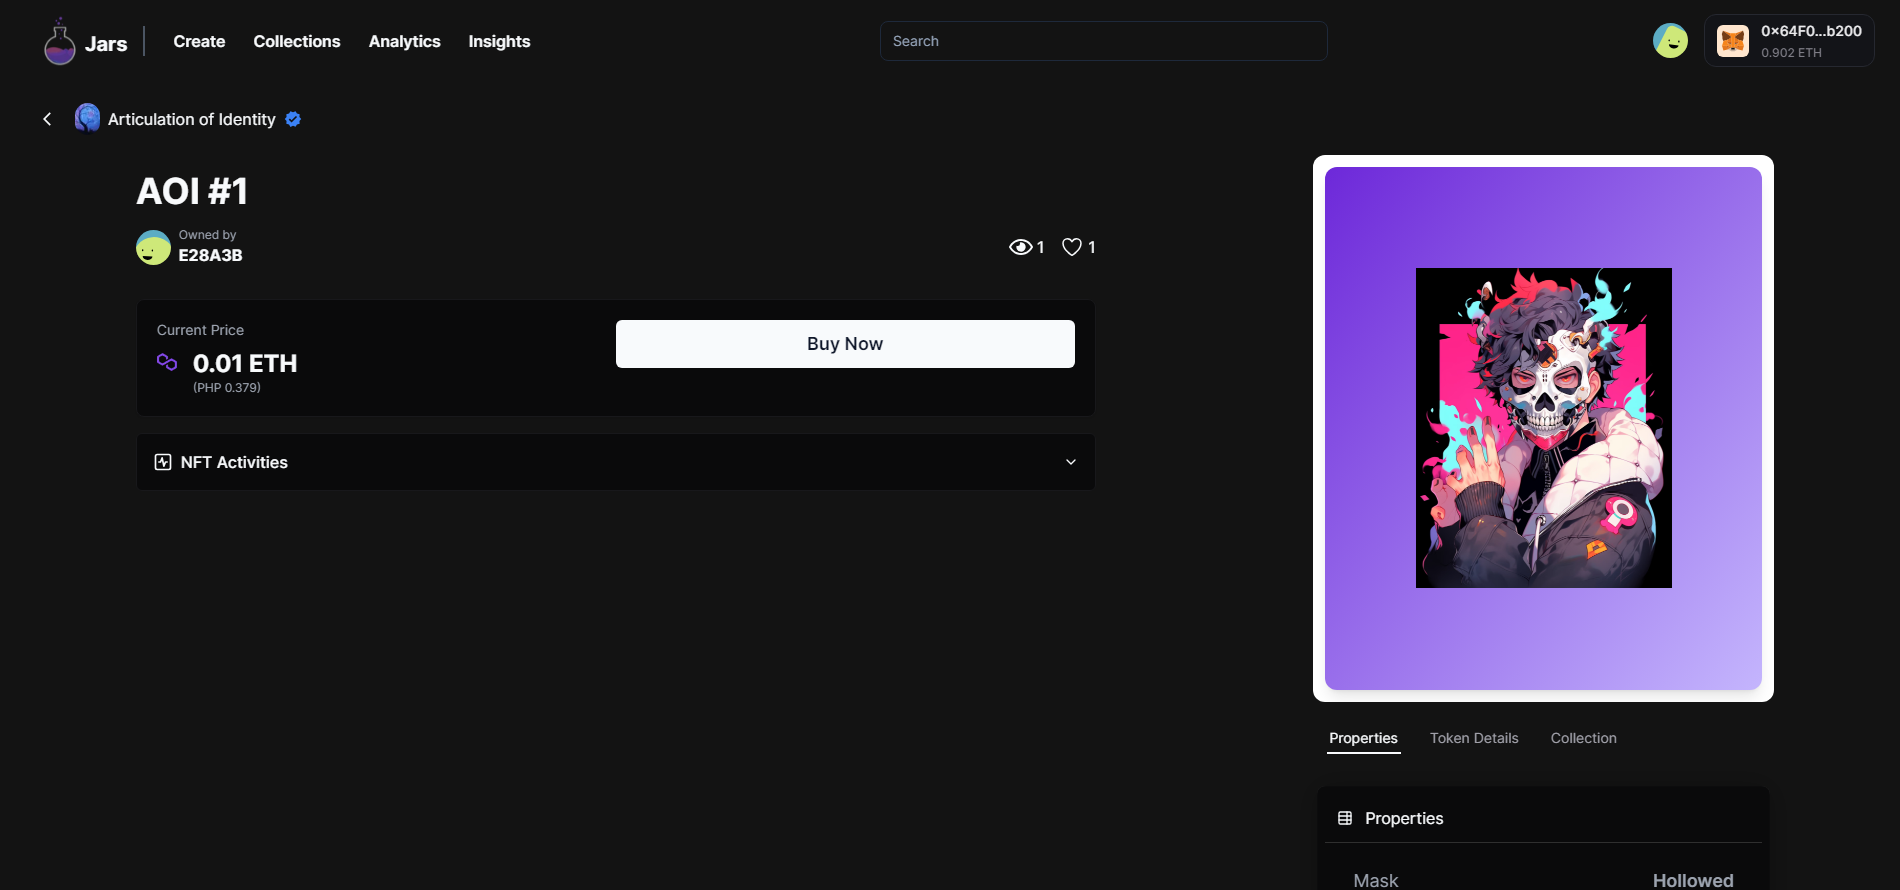 Jars
Create
Collections
Analytics
Insights
Search
0×64F0...b200
0.902 ETH
Articulation of Identity
AOI #1
Owned by
E28A3B
1
1
Current Price
0.01 ETH
(PHP 0.379)
Buy Now
NFT Activities
Properties
Token Details
Collection
Properties
Mask
Hollowed